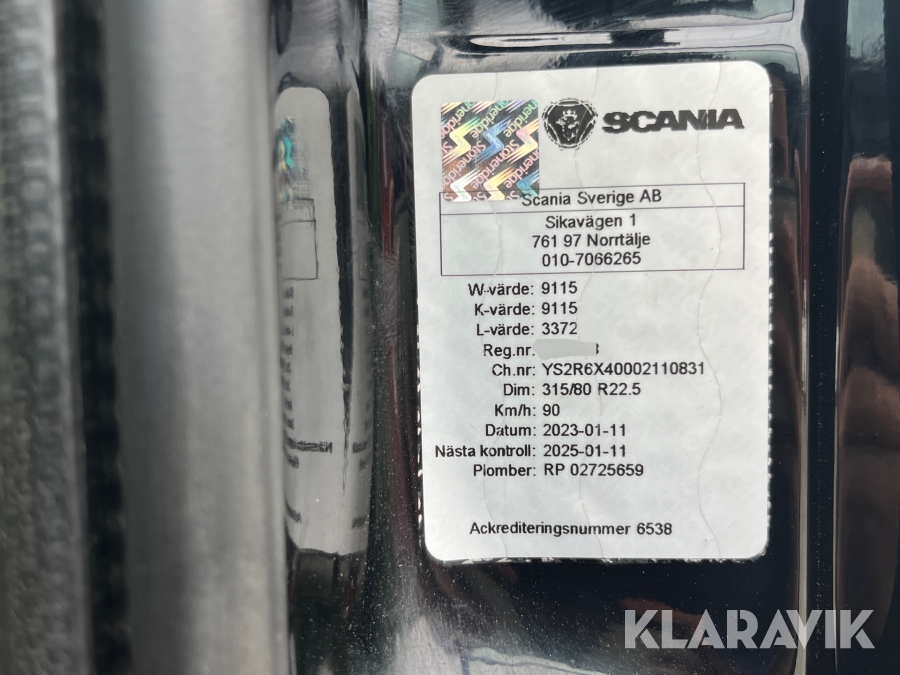 Stoneridge
SCANIA
Scania Sverige AB
Sikavägen 1
761 97 Norrtälje
010-7066265
W-värde: 9115
K-värde: 9115
L-värde: 3372
Reg.nr.
Ch.nr: YS2R6X40002110831
Dim: 315/80 R22.5
Km/h: 90
Datum: 2023-01-11
Nästa kontroll: 2025-01-11
Plomber: RP 02725659
Ackrediteringsnummer 6538
KLARAVIK